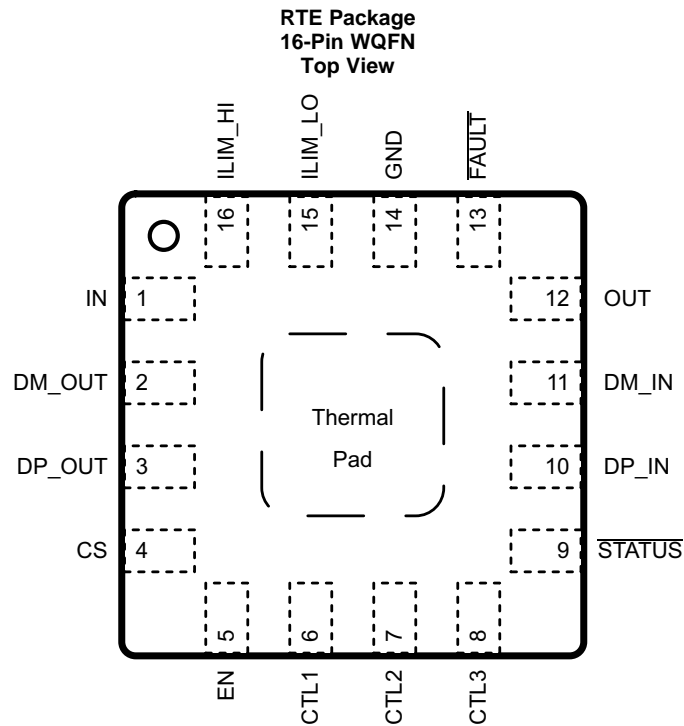 RTE Package
16-Pin WQFN
Top View
ILIM_HI
ILIM_LO
GND
FAULT
16
15
14
13
IN 1
12 OUT
DM_OUT 2
11 DM_IN
Thermal
Pad
DP_OUT 3
10 DP_IN
CS 4
9 STATUS
5
6
7
8
EN
CTL1
CTL2
CTL3